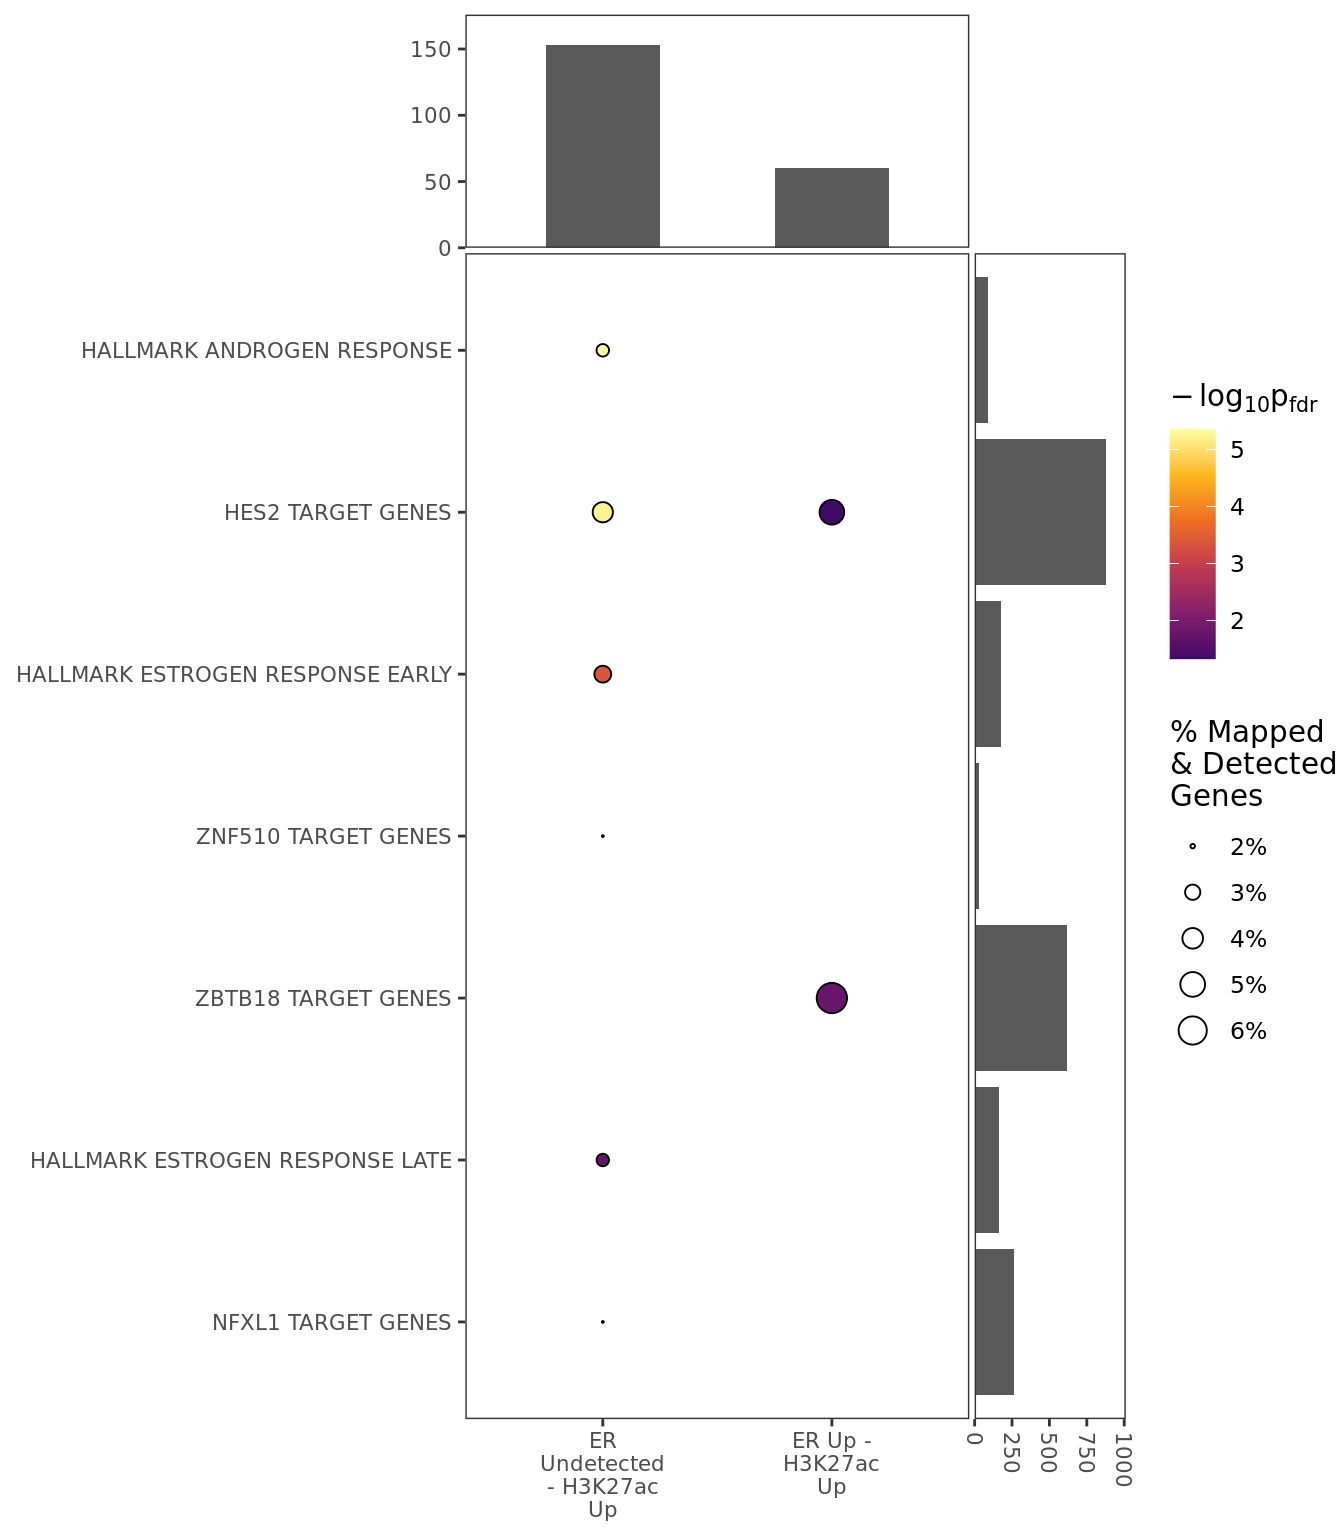 150
100
50
0
HALLMARK ANDROGEN RESPONSE
HES2 TARGET GENES
HALLMARK ESTROGEN RESPONSE EARLY
ZNF510 TARGET GENES
ZBTB18 TARGET GENES
HALLMARK ESTROGEN RESPONSE LATE
NFXL1 TARGET GENES
ER
Undetected
- H3K27ac
Up
ER Up -
H3K27ac
Up
0
250
500
750
1000
− log10pfdr
5
4
3
2
% Mapped
& Detected
Genes
2%
3%
4%
5%
6%